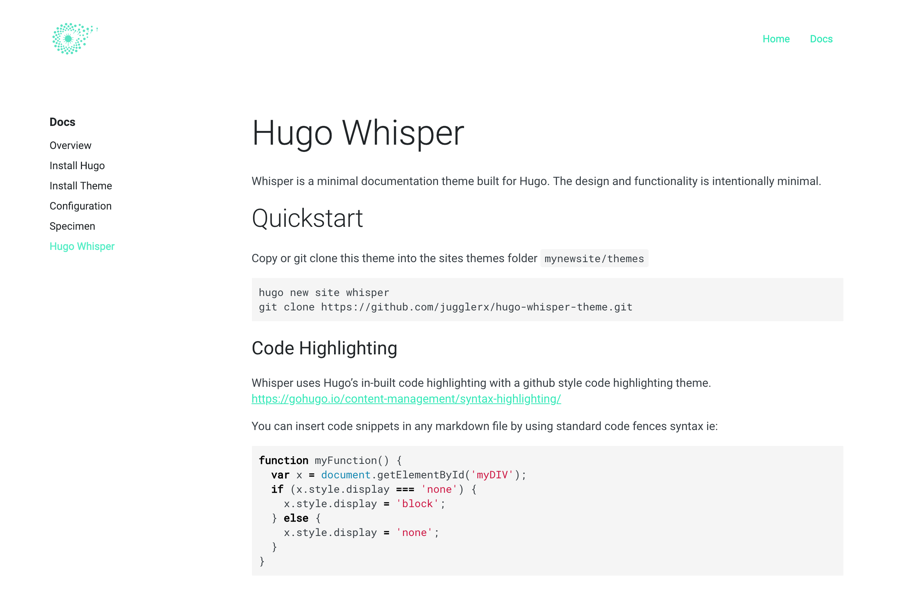 Home Docs
Docs
Overview
Install Hugo
Install Theme
Configuration
Specimen
Hugo Whisper
Hugo Whisper
Whisper is a minimal documentation theme built for Hugo. The design and functionality is intentionally minimal.
Quickstart
Copy or git clone this theme into the sites themes folder mynewsite/themes
hugo new site whisper
git clone https://github.com/jugglerx/hugo-whisper-theme.git
Code Highlighting
Whisper uses Hugo’s in-built code highlighting with a github style code highlighting theme.
https://gohugo.io/content-management/syntax-highlighting/
You can insert code snippets in any markdown file by using standard code fences syntax ie:
function myFunction() {
  var x = document.getElementById('myDIV');
  if (x.style.display === 'none') {
    x.style.display = 'block';
  } else {
    x.style.display = 'none';
  }
}